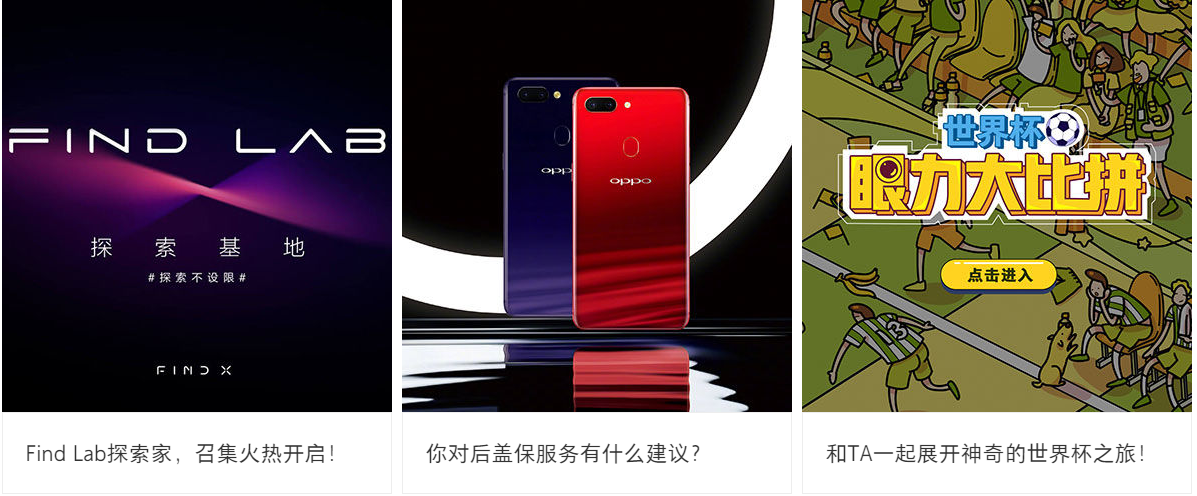 FIND LAB
探索基地
#探索不设限#
FIND X
Find Lab探索家，召集火热开启！
oppo
oppo
你对后盖保服务有什么建议？
世界杯
眼力大比拼
点击进入
33
和TA一起展开神奇的世界杯之旅！